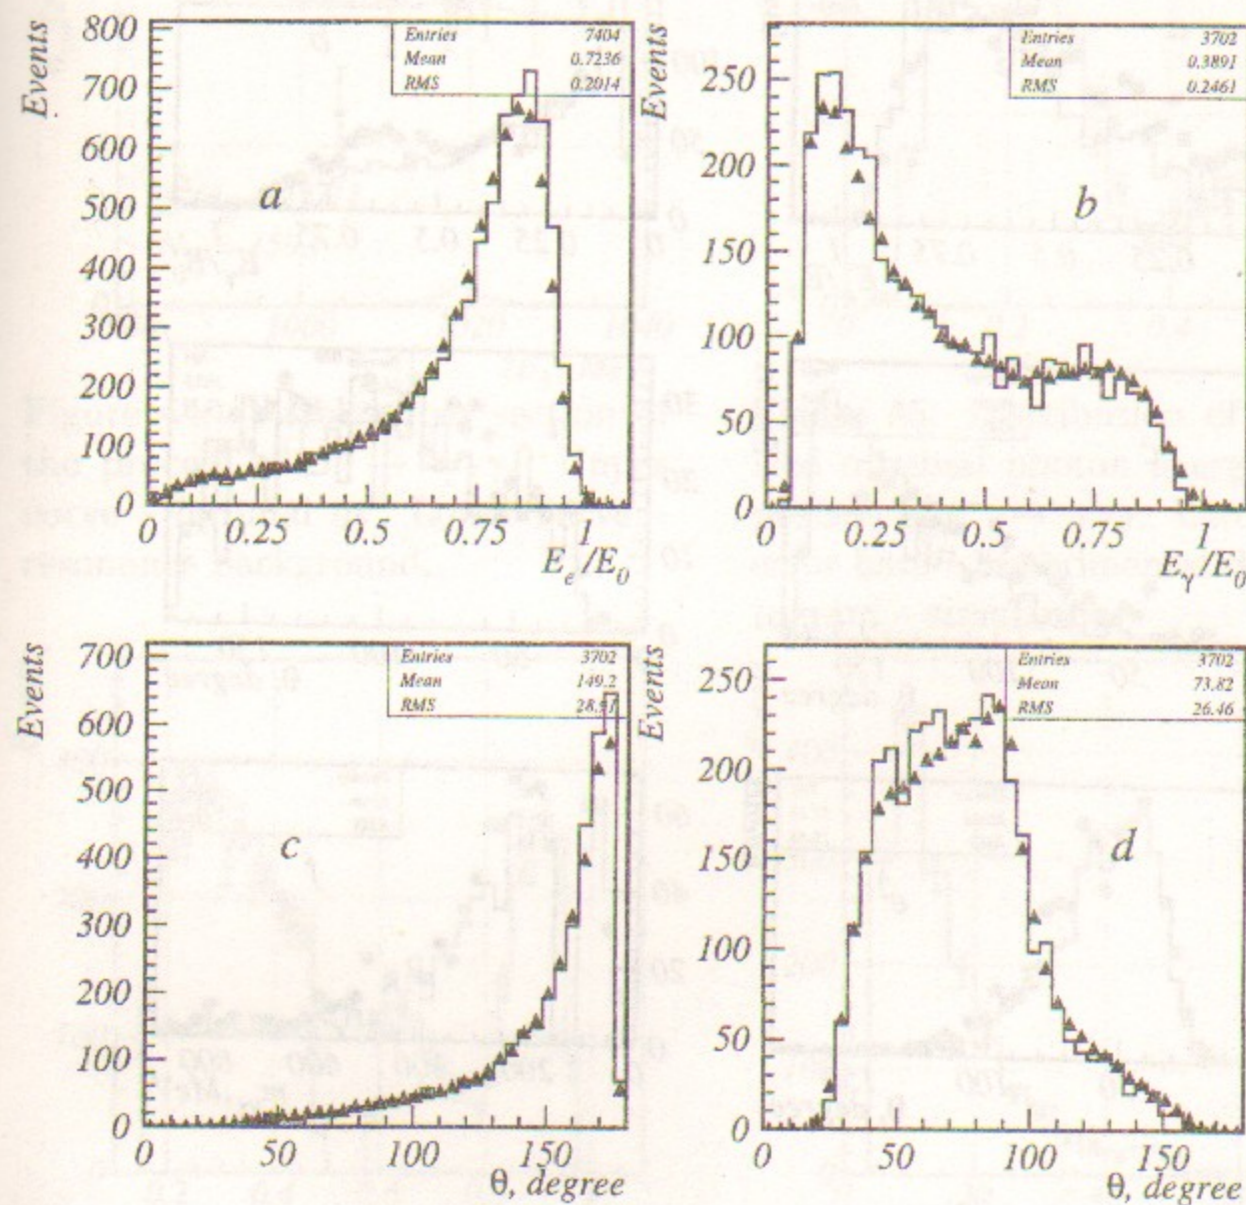 Events
800
700
600
500
400
300
200
100
0
Entries 7404
Mean 0.7236
RMS 0.2014
a
0 0.25 0.5 0.75 1
Ee/E0
Events
250
200
150
100
50
0
Entries 3702
Mean 0.3891
RMS 0.2461
b
0 0.25 0.5 0.75 1
Eγ/E0
Events
700
600
500
400
300
200
100
0
Entries 3702
Mean 149.2
RMS
c
0 50 100 150
θ, degree
Events
250
200
150
100
50
0
Entries 3702
Mean 73.82
RMS 26.46
d
0 50 100 150
θ, degree